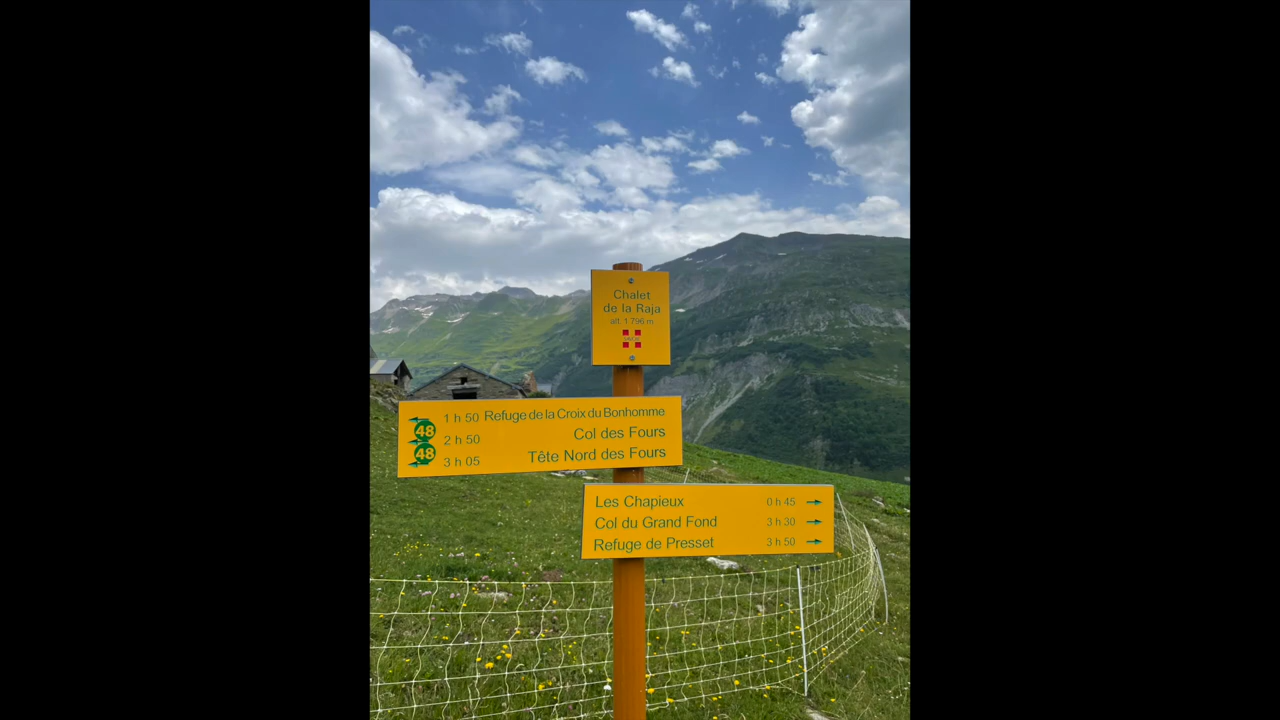 Chalet
de la Raja
alt. 1 796 m
SAVOIE
1 h 50 Refuge de la Croix du Bonhomme
48 2 h 50 Col des Fours
48 3 h 05 Tête Nord des Fours
Les Chapieux 0 h 45
Col du Grand Fond 3 h 30
Refuge de Presset 3 h 50